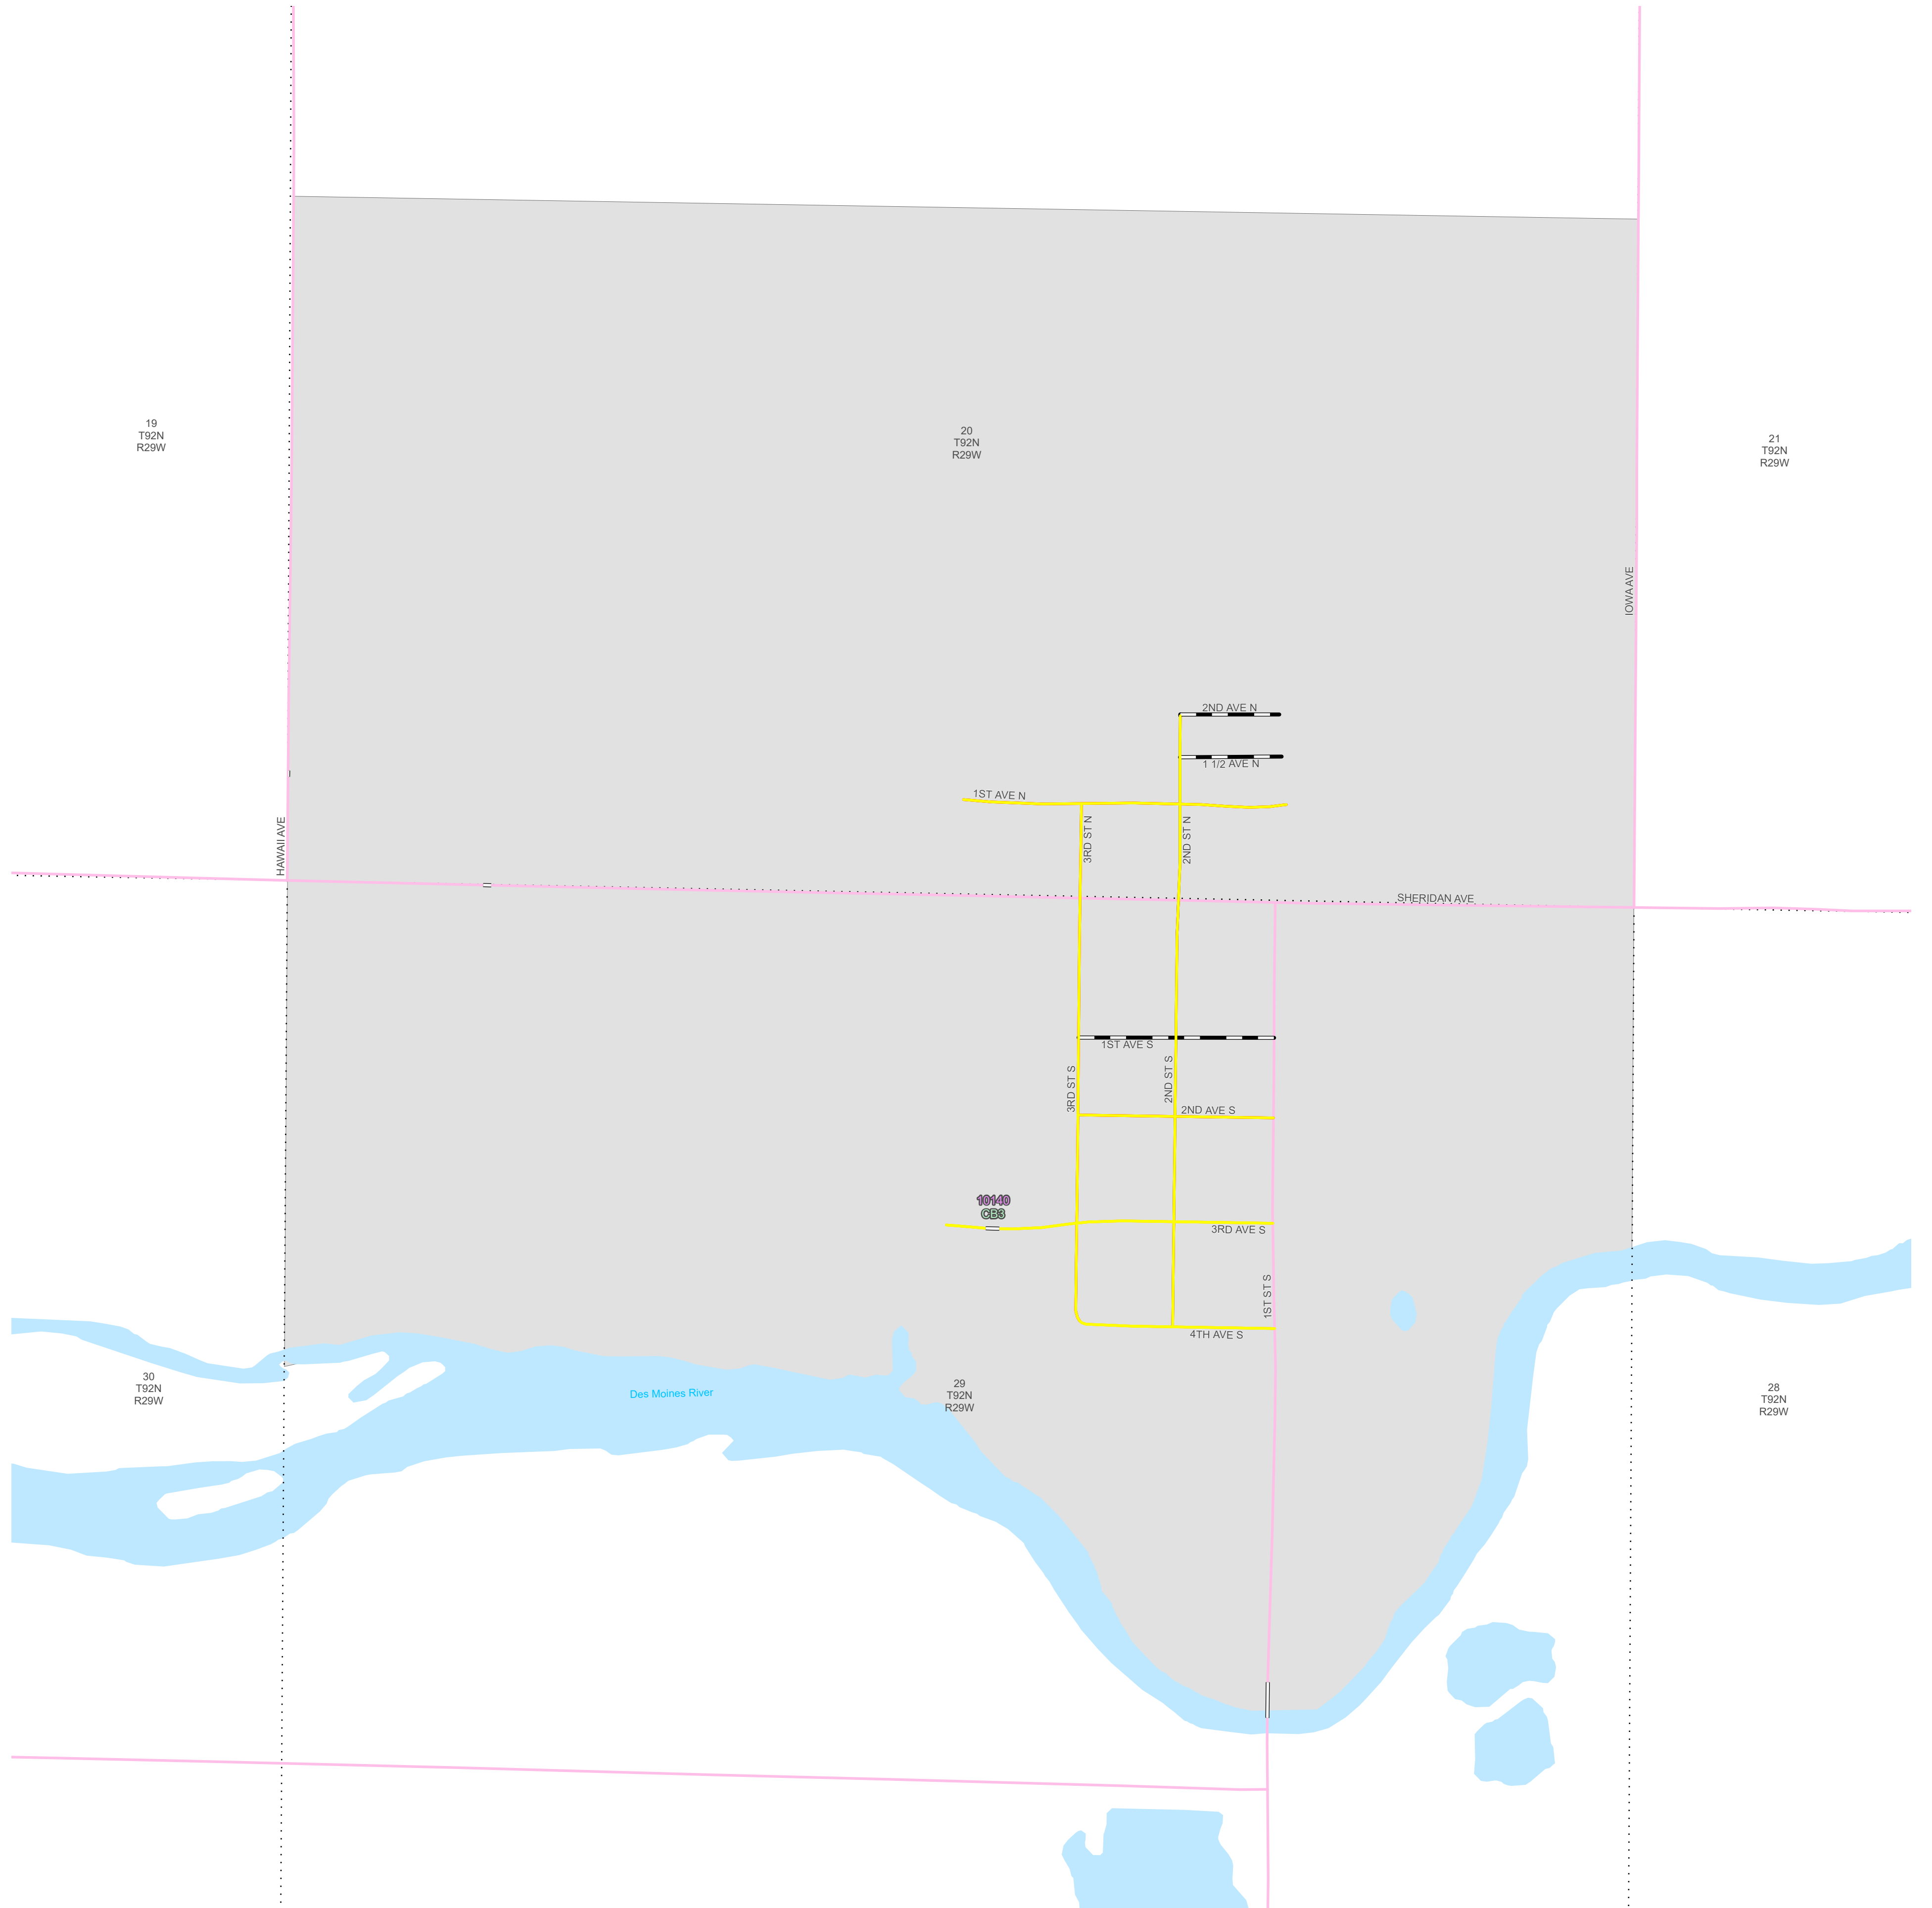 19
T92N
R29W
20
T92N
R29W
21
T92N
R29W
IOWA AVE
2ND AVE N
1 1/2 AVE N
1ST AVE N
HAWAII AVE
3RD ST N
2ND ST N
SHERIDAN AVE
1ST AVE S
3RD ST S
2ND ST S
2ND AVE S
10140
CB3
3RD AVE S
1ST ST S
4TH AVE S
30
T92N
R29W
Des Moines River
29
T92N
R29W
28
T92N
R29W